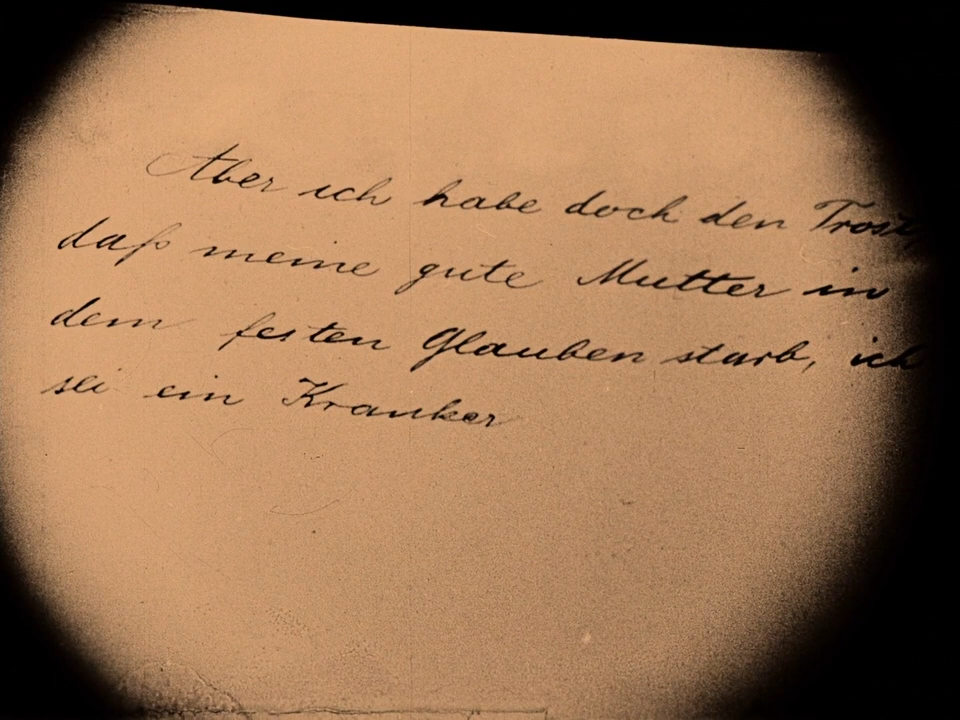 Aber ich habe doch den Trost,
daß meine gute Mutter in
dem festen Glauben starb, ich
sei ein Kranker